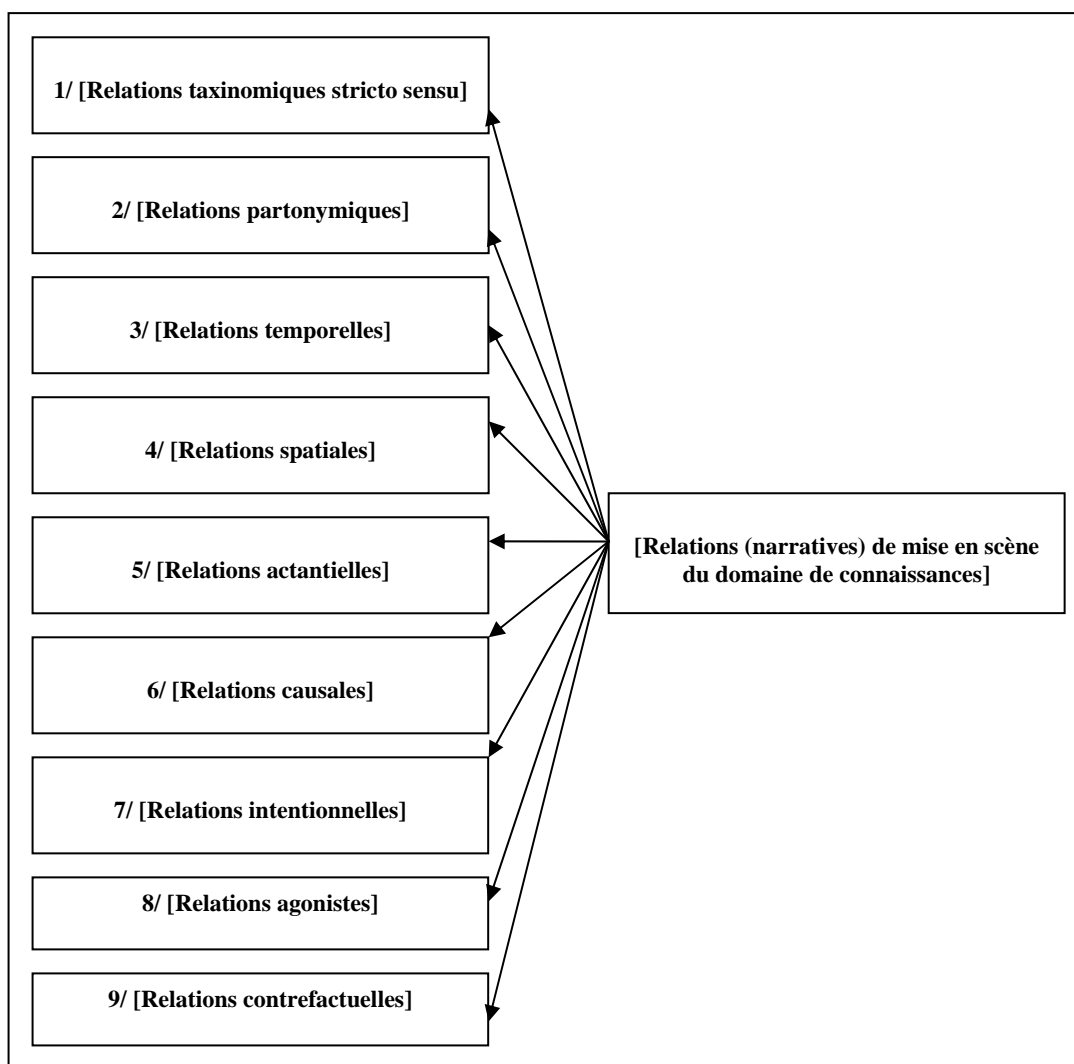 1/ [Relations taxinomiques stricto sensu]
2/ [Relations partonymiques]
3/ [Relations temporelles]
4/ [Relations spatiales]
5/ [Relations actantielles]
6/ [Relations causales]
7/ [Relations intentionnelles]
8/ [Relations agonistes]
9/ [Relations contrefactuelles]
[Relations (narratives) de mise en scène
du domaine de connaissances]